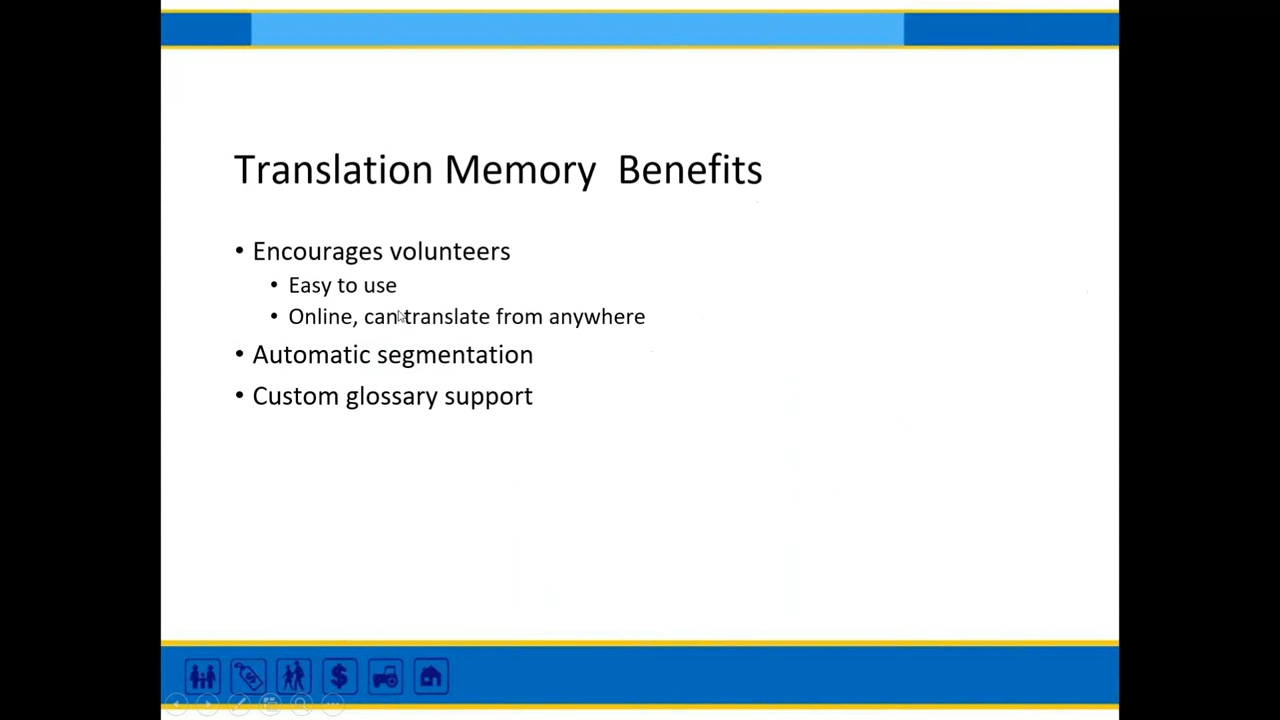 Translation Memory  Benefits
• Encourages volunteers
• Easy to use
• Online, can translate from anywhere
• Automatic segmentation
• Custom glossary support
$